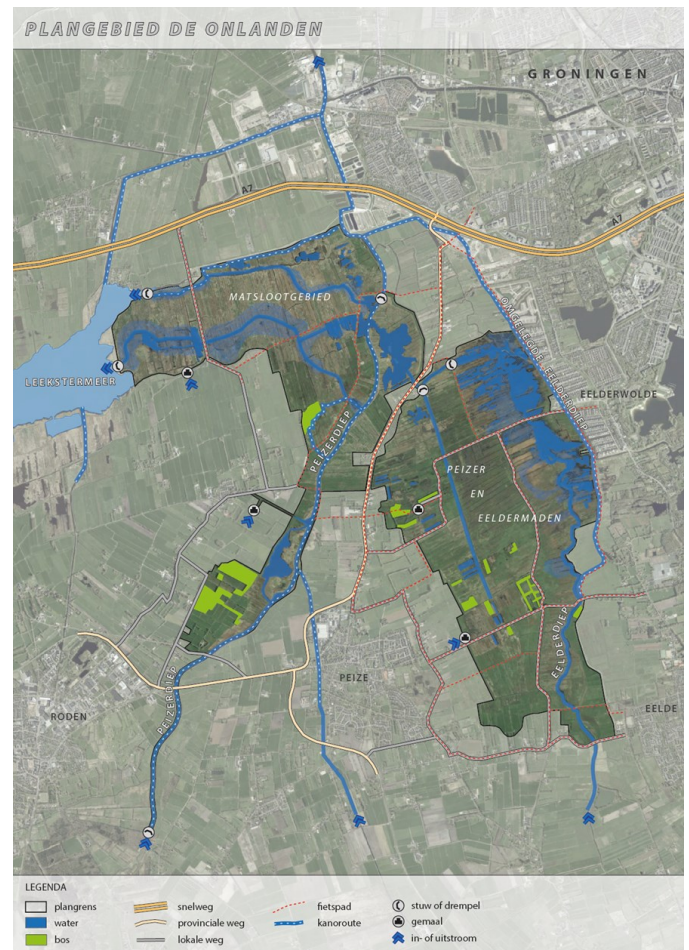 PLANGEBIED DE ONLANDEN
GRONINGEN
A7
A7
MATSLOOTGEBIED
OMGELEGDE EELDERDIEP
LEEKSTERMEER
EELDERWOLDE
PEIZERDIEP
PEIZER
EN
EELDERMADEN
PEIZERDIEP
EELDERDIEP
PEIZE
RODEN
EELDE
LEGENDA
plangrens
snelweg
fietspad
stuw of drempel
water
provinciale weg
kanoroute
gemaal
bos
lokale weg
in- of uitstroom